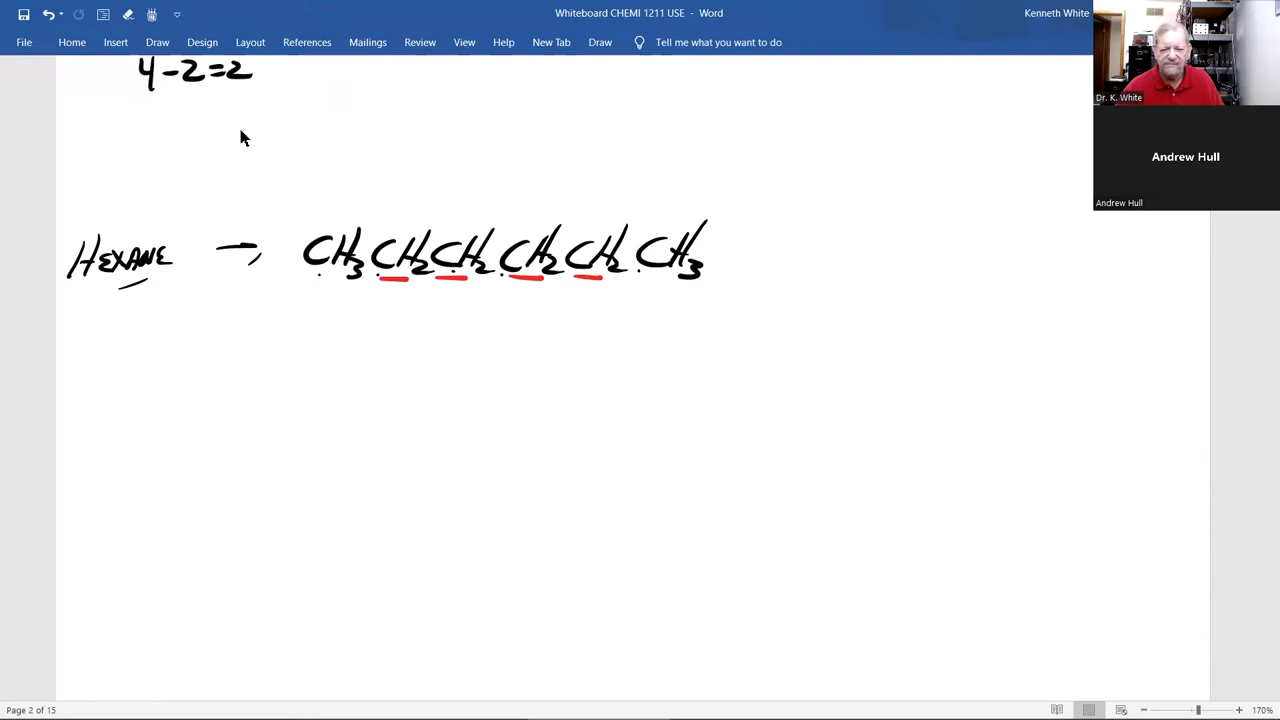 Whiteboard CHEMI 1211 USE - Word
Kenneth White
File Home Insert Draw Design Layout References Mailings Review View Help New Tab Draw Tell me what you want to do
Dr. K. White
Andrew Hull
Andrew Hull
4-2=2
HEXANE → CH3CH2CH2CH2CH2CH3
Page 2 of 15
170%